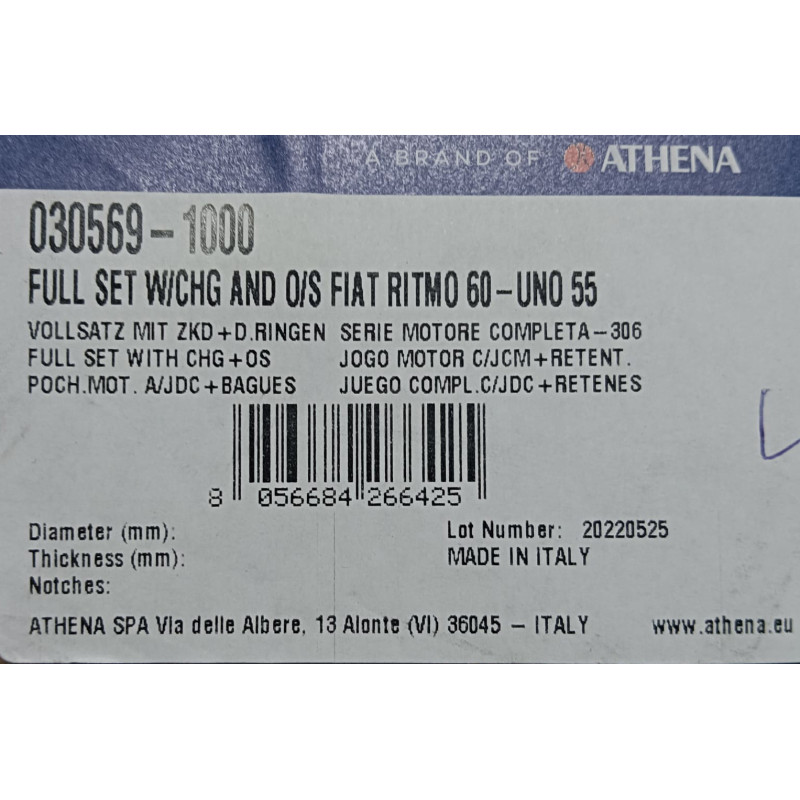 A BRAND OF ATHENA
030569-1000
FULL SET W/CHG AND O/S FIAT RITMO 60-UNO 55
VOLLSATZ MIT ZKD+D.RINGEN SERIE MOTORE COMPLETA-306
FULL SET WITH CHG+OS JOGO MOTOR C/JCM+RETENT.
POCH.MOT. A/JDC+BAGUES JUEGO COMPL.C/JDC+RETENES
8 056684 266425
Diameter (mm): Lot Number: 20220525
Thickness (mm): MADE IN ITALY
Notches:
ATHENA SPA Via delle Albere, 13 Alonte (VI) 36045 - ITALY www.athena.eu